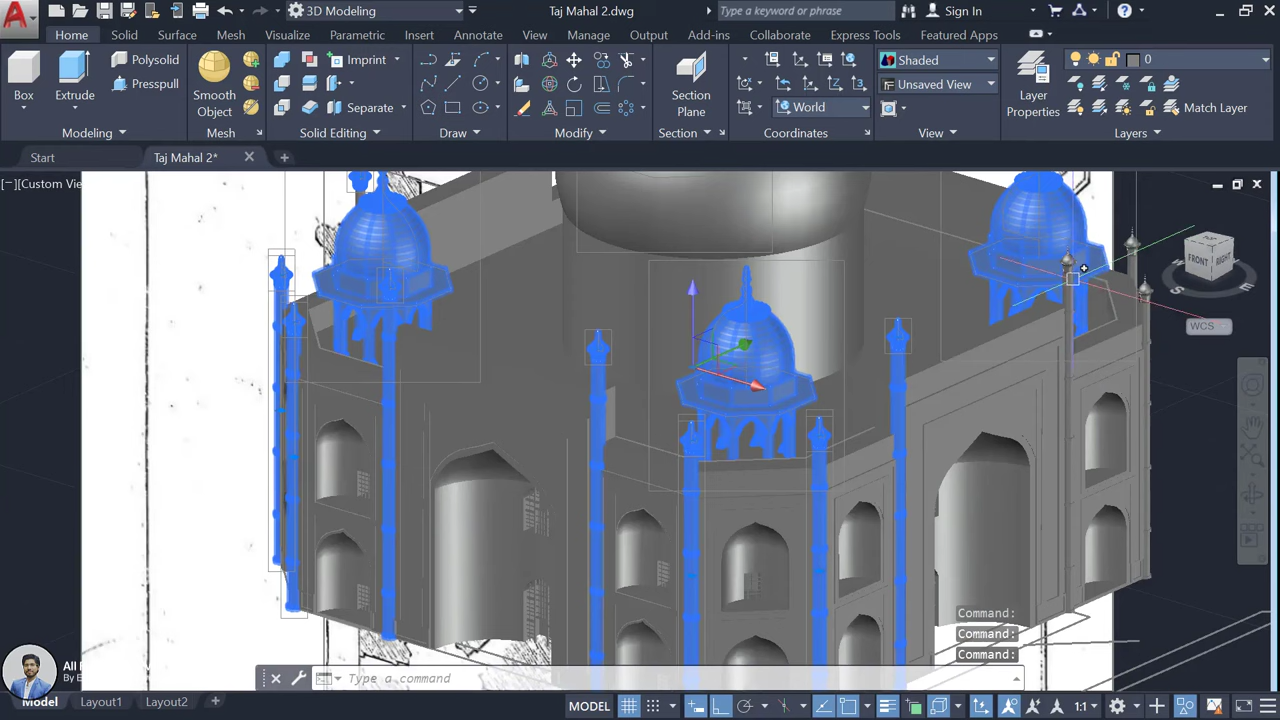 3D Modeling
Taj Mahal 2.dwg
Type a keyword or phrase
Sign In
Home Solid Surface Mesh Visualize Parametric Insert Annotate View Manage Output Add-ins Collaborate Express Tools Featured Apps
Box
Extrude
Polysolid
Presspull
Modeling
Smooth
Object
Mesh
Imprint
Separate
Solid Editing
Draw
Modify
Section
Plane
Section
World
Coordinates
Shaded
Unsaved View
View
Layer
Properties
0
Match Layer
Layers
Start
Taj Mahal 2*
[−][Custom Vie
FRONT
RIGHT
S
WCS
Command:
Command:
Command:
Type a command
All
By E
Model Layout1 Layout2
MODEL
1:1